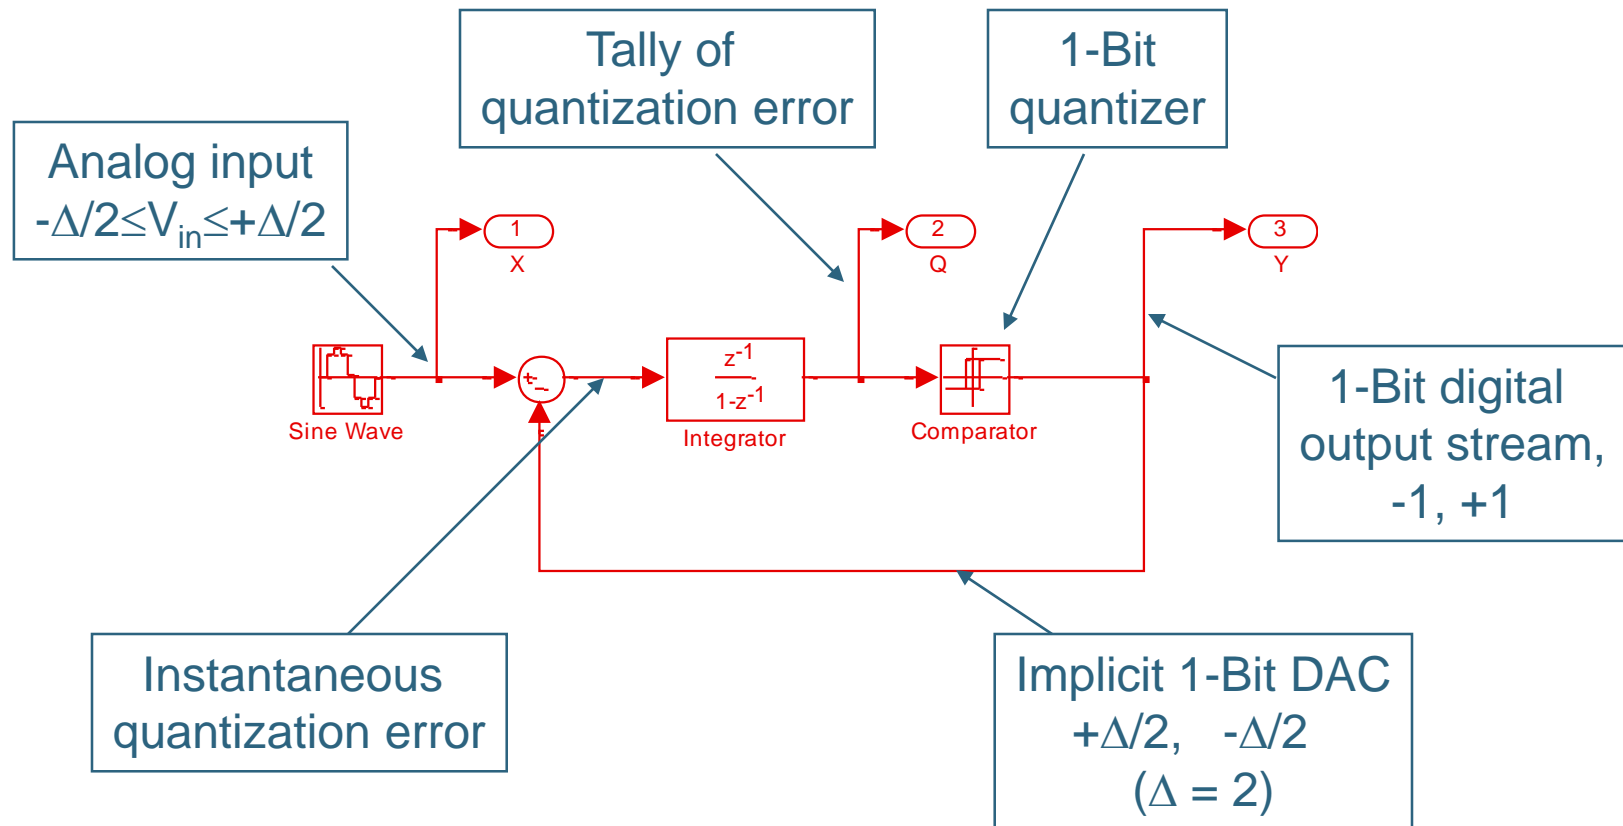 Tally of
quantization error
1-Bit
quantizer
Analog input
-Δ/2≤Vin≤+Δ/2
1
X
2
Q
3
Y
Sine Wave
+
-
z-1
1-z-1
Integrator
Comparator
1-Bit digital
output stream,
-1, +1
Instantaneous
quantization error
Implicit 1-Bit DAC
+Δ/2, -Δ/2
(Δ = 2)